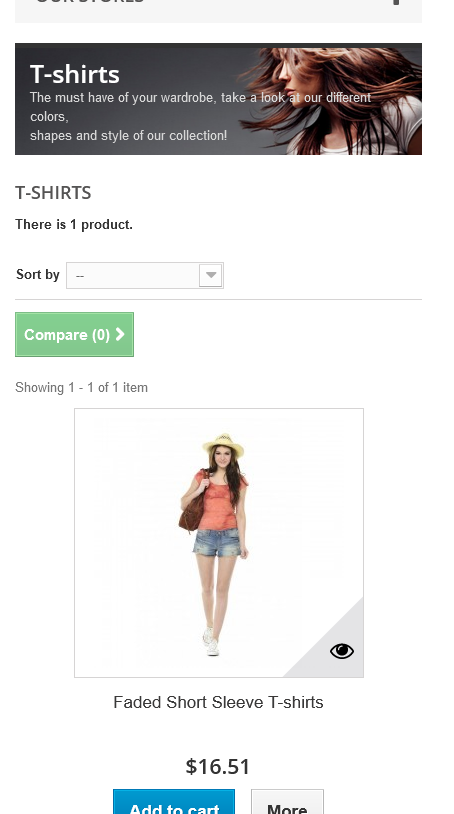 OUR STORES
T-shirts
The must have of your wardrobe, take a look at our different
colors,
shapes and style of our collection!
T-SHIRTS
There is 1 product.
Sort by --
Compare (0)
Showing 1 - 1 of 1 item
Faded Short Sleeve T-shirts
$16.51
Add to cart More